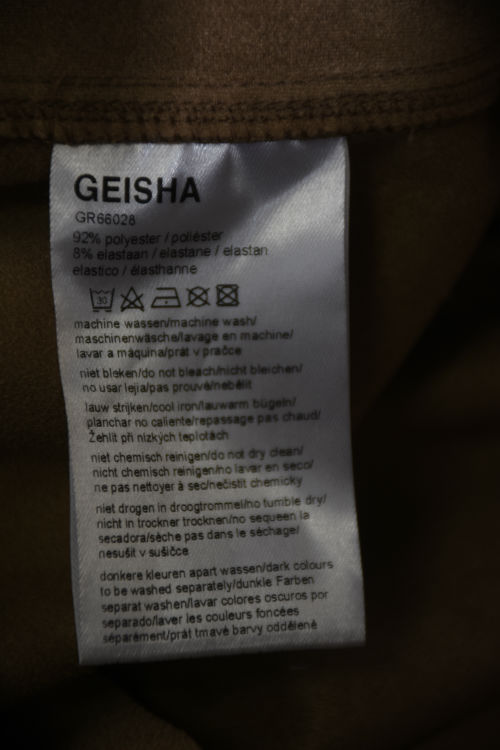 GEISHA
GR66028
92% polyester / poliéster
8% elastaan / elastane / elastan
elastico / élasthanne
30
machine wassen/machine wash/
maschinenwäsche/lavage en machine/
lavar a máquina/prát v pračce
niet bleken/do not bleach/nicht bleichen/
no usar lejia/pas prouvé/nebělit
lauw strijken/cool iron/lauwarm bügeln/
planchar no caliente/repassage pas chaud/
Žehlit při nízkých teplotách
niet chemisch reinigen/do not dry clean/
nicht chemisch reinigen/no lavar en seco/
ne pas nettoyer à sec/nečistit chemicky
niet drogen in droogtrommel/no tumble dry/
nicht in trockner trocknen/no sequeen la
secadora/sèche pas dans le séchage/
nesušit v sušičce
donkere kleuren apart wassen/dark colours
to be washed separately/dunkle Farben
separat washen/lavar colores oscuros por
separado/laver les couleurs foncées
séparément/prát tmavé barvy odděleně